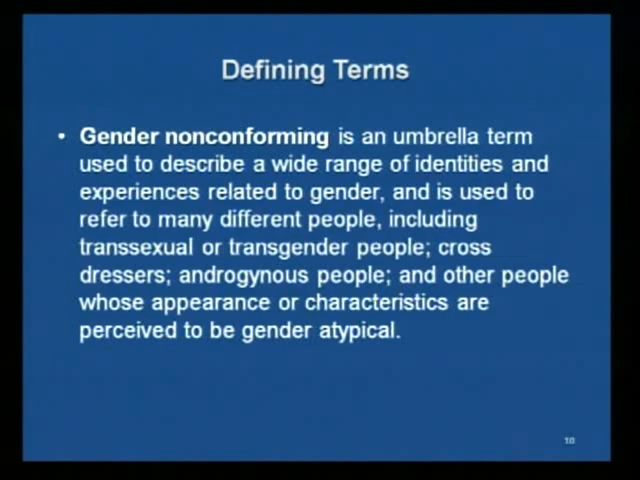 Defining Terms
• Gender nonconforming is an umbrella term
used to describe a wide range of identities and
experiences related to gender, and is used to
refer to many different people, including
transsexual or transgender people; cross
dressers; androgynous people; and other people
whose appearance or characteristics are
perceived to be gender atypical.
10